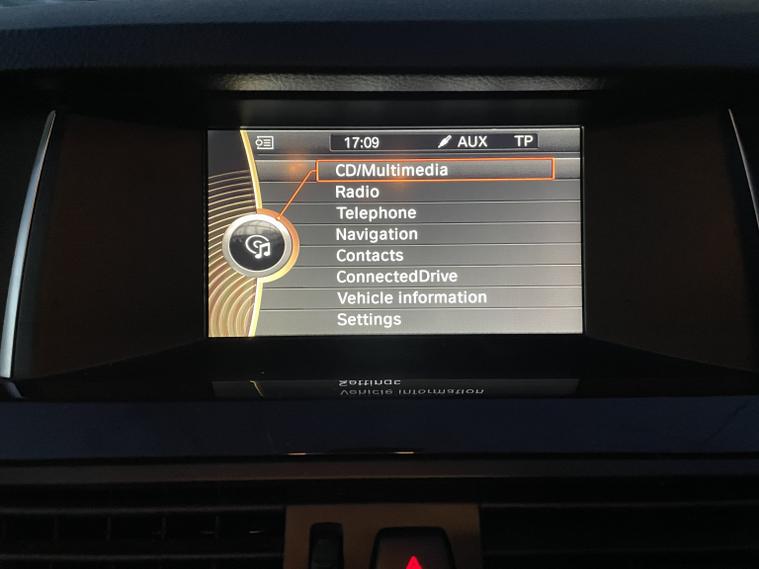 17:09 AUX TP
CD/Multimedia
Radio
Telephone
Navigation
Contacts
ConnectedDrive
Vehicle information
Settings